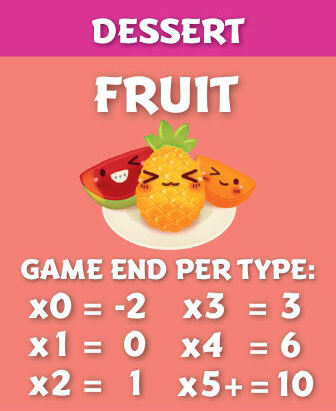 DESSERT
FRUIT
GAME END PER TYPE:
x0 = -2 x3 = 3
x1 = 0 x4 = 6
x2 = 1 x5+ = 10